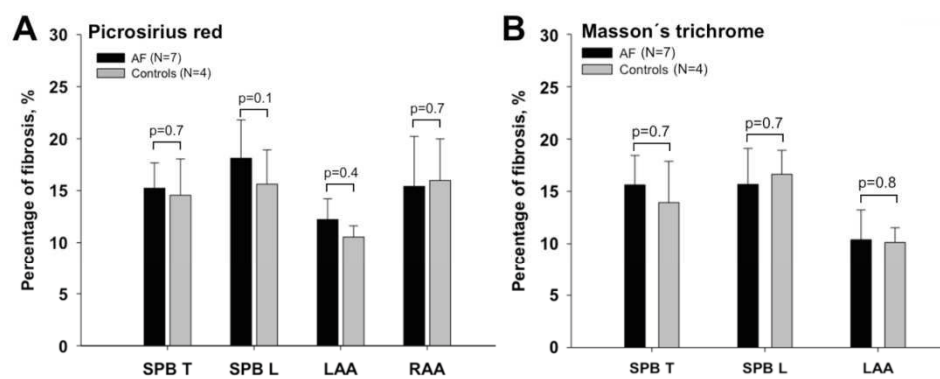 A Picrosirius red
AF (N=7)
Controls (N=4)
Percentage of fibrosis, %
30
25
20
15
10
5
0
p=0.7
p=0.1
p=0.4
p=0.7
SPB T
SPB L
LAA
RAA
B Masson´s trichrome
AF (N=7)
Controls (N=4)
Percentage of fibrosis, %
30
25
20
15
10
5
0
p=0.7
p=0.7
p=0.8
SPB T
SPB L
LAA